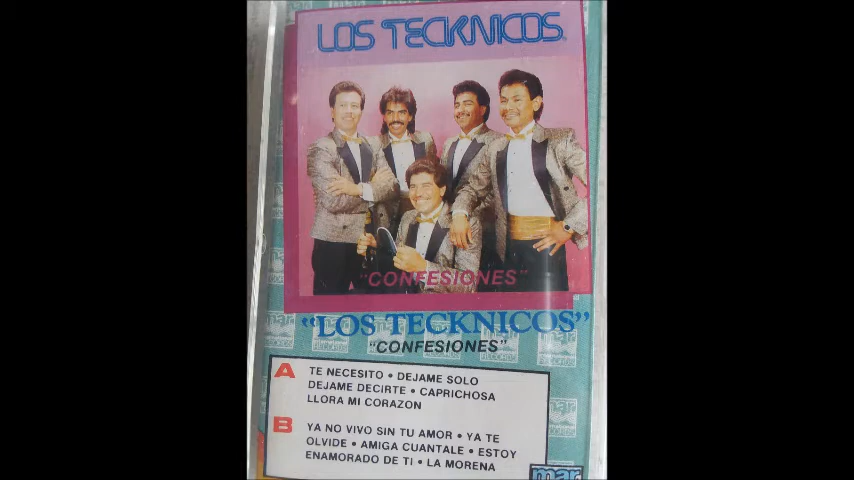 LOS TECKNICOS
"CONFESIONES"
"LOS TECKNICOS"
"CONFESIONES"
A
TE NECESITO • DEJAME SOLO
DEJAME DECIRTE • CAPRICHOSA
LLORA MI CORAZON
B
YA NO VIVO SIN TU AMOR • YA TE
OLVIDE • AMIGA CUANTALE • ESTOY
ENAMORADO DE TI • LA MORENA
mar